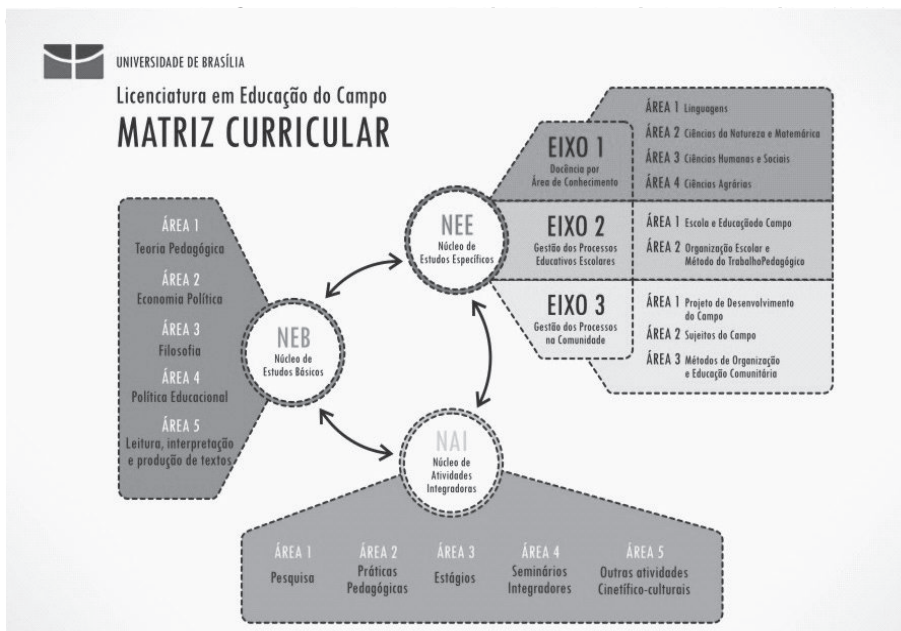 UNIVERSIDADE DE BRASÍLIA
Licenciatura em Educação do Campo
MATRIZ CURRICULAR
ÁREA 1
Teoria Pedagógica
ÁREA 2
Economia Política
ÁREA 3
Filosofia
ÁREA 4
Política Educacional
ÁREA 5
Leitura, interpretação
e produção de textos
NEB
Núcleo de
Estudos Básicos
NEE
Núcleo de
Estudos Específicos
EIXO 1
Docência por
Área de Conhecimento
ÁREA 1 Linguagens
ÁREA 2 Ciências da Natureza e Matemárica
ÁREA 3 Ciências Humanas e Sociais
ÁREA 4 Ciências Agrárias
EIXO 2
Gestão dos Processos
Educativos Escolares
ÁREA 1 Escola e Educaçãodo Campo
ÁREA 2 Organização Escolar e
Método do TrabalhoPedagógico
EIXO 3
Gestão dos Processos
na Comunidade
ÁREA 1 Projeto de Desenvolvimento
do Campo
ÁREA 2 Sujeitos do Campo
ÁREA 3 Métodos de Organização
e Educação Comunitária
NAI
Núcleo de
Atividades
Integradoras
ÁREA 1
Pesquisa
ÁREA 2
Práticas
Pedagógicas
ÁREA 3
Estágios
ÁREA 4
Seminários
Integradores
ÁREA 5
Outras atividades
Cinetífico-culturais